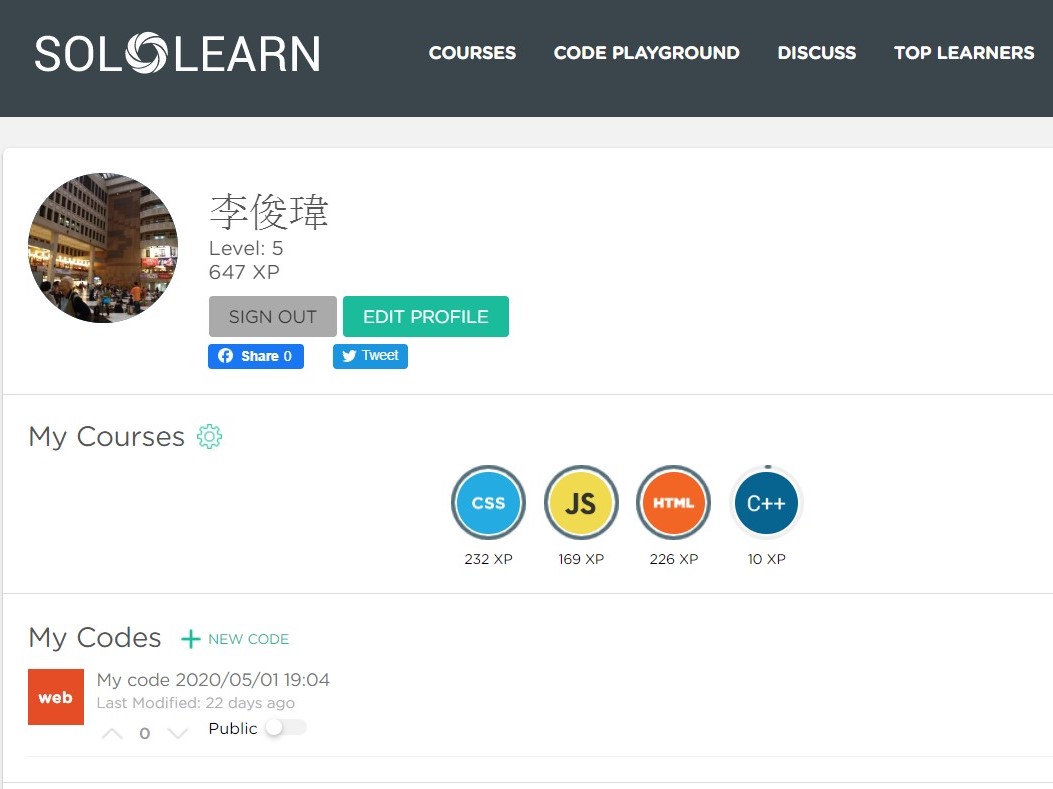 SOLOLEARN COURSES CODE PLAYGROUND DISCUSS TOP LEARNERS
李俊瑋
Level: 5
647 XP
SIGN OUT EDIT PROFILE
Share 0 Tweet
My Courses
CSS JS HTML C++
232 XP 169 XP 226 XP 10 XP
My Codes + NEW CODE
web
My code 2020/05/01 19:04
Last Modified: 22 days ago
0 Public